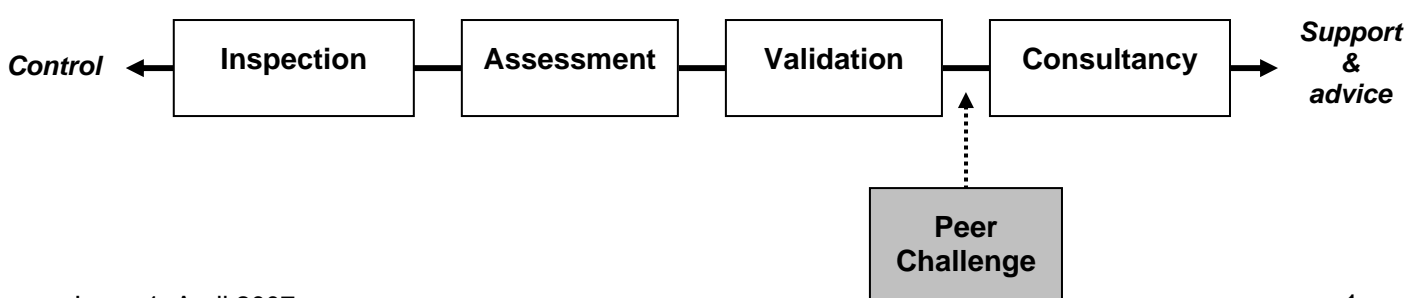 Control
Inspection
Assessment
Validation
Consultancy
Support
&
advice
Peer
Challenge